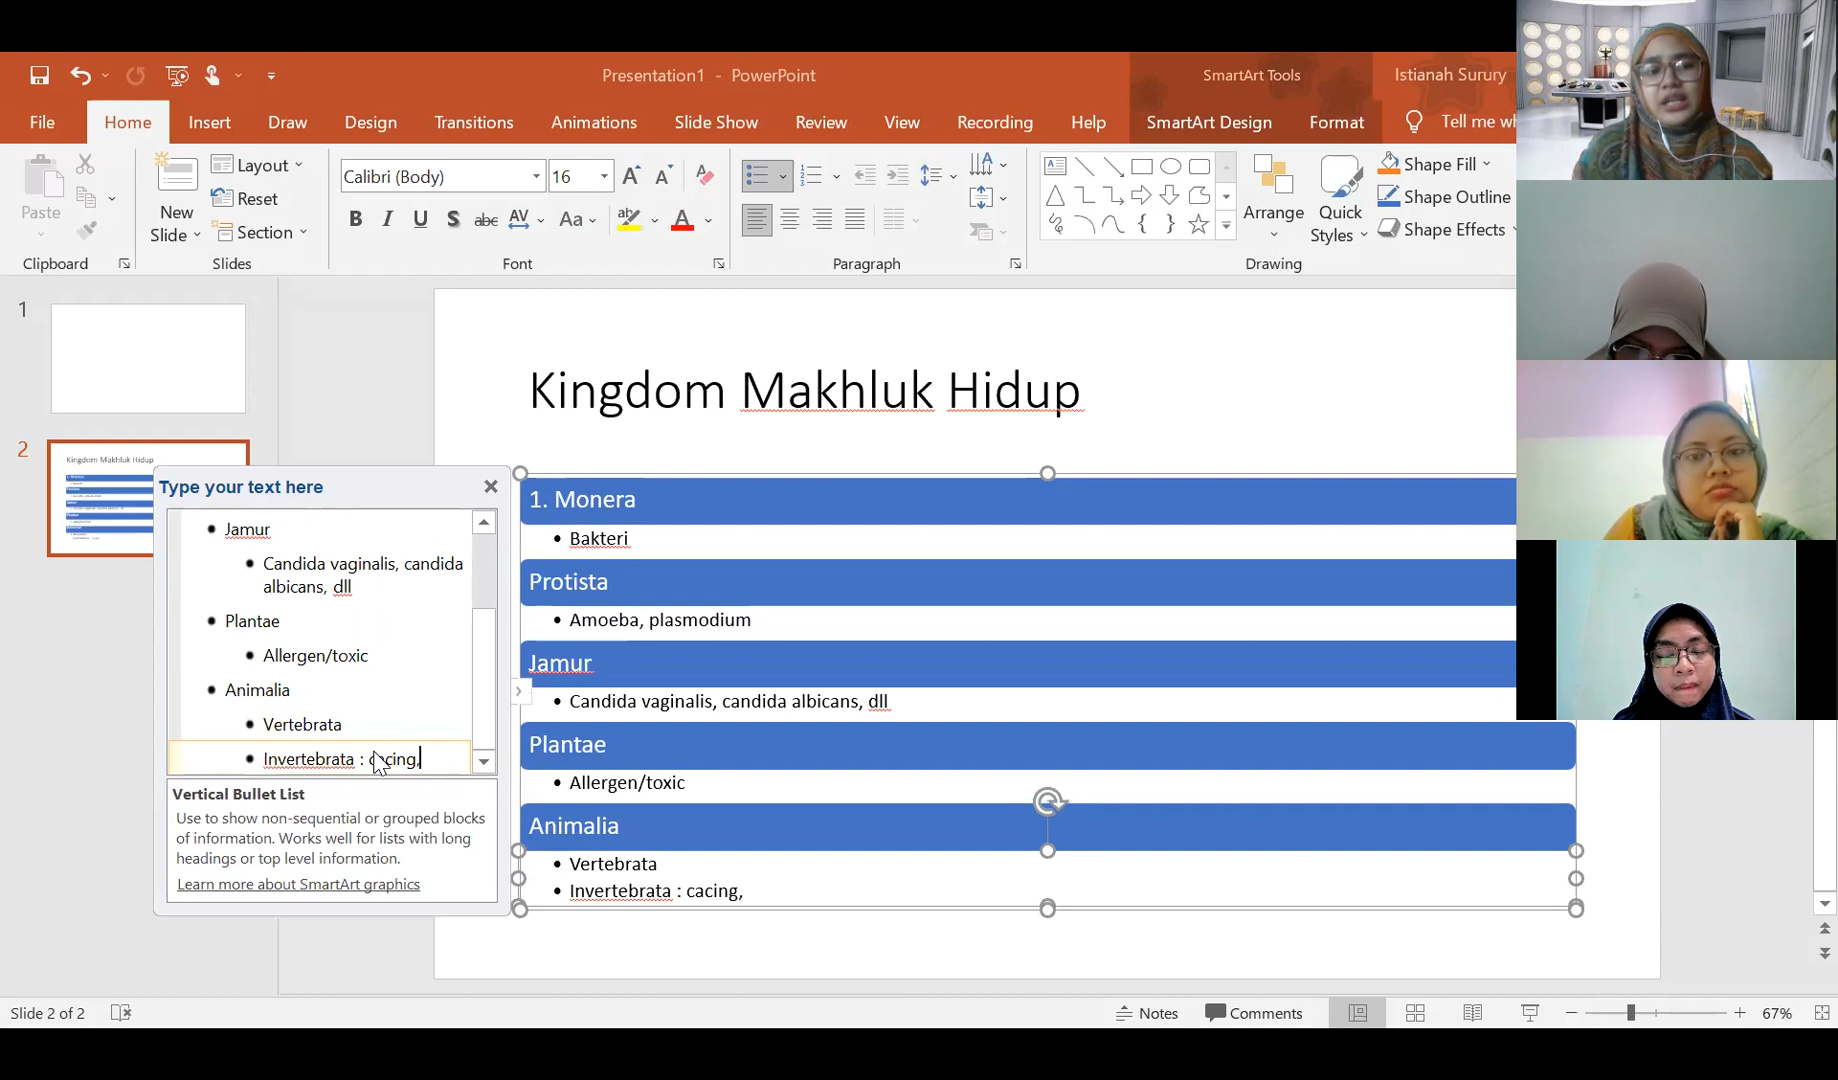 Presentation1 - PowerPoint
SmartArt Tools
Istianah Surury
File
Home
Insert
Draw
Design
Transitions
Animations
Slide Show
Review
View
Recording
Help
SmartArt Design
Format
Tell me wh
Paste
New
Slide
Layout
Reset
Section
Calibri (Body)
16
B I U S abc AV Aa A
Shape Fill
Shape Outline
Shape Effects
Arrange
Quick
Styles
Clipboard
Slides
Font
Paragraph
Drawing
1
2
Kingdom Makhluk Hidup
Kingdom Makhluk Hidup
Type your text here
Jamur
Candida vaginalis, candida
albicans, dll
Plantae
Allergen/toxic
Animalia
Vertebrata
Invertebrata : cacing,
Vertical Bullet List
Use to show non-sequential or grouped blocks
of information. Works well for lists with long
headings or top level information.
Learn more about SmartArt graphics
1. Monera
• Bakteri
Protista
• Amoeba, plasmodium
Jamur
• Candida vaginalis, candida albicans, dll
Plantae
• Allergen/toxic
Animalia
• Vertebrata
• Invertebrata : cacing,
Slide 2 of 2
Notes
Comments
67%